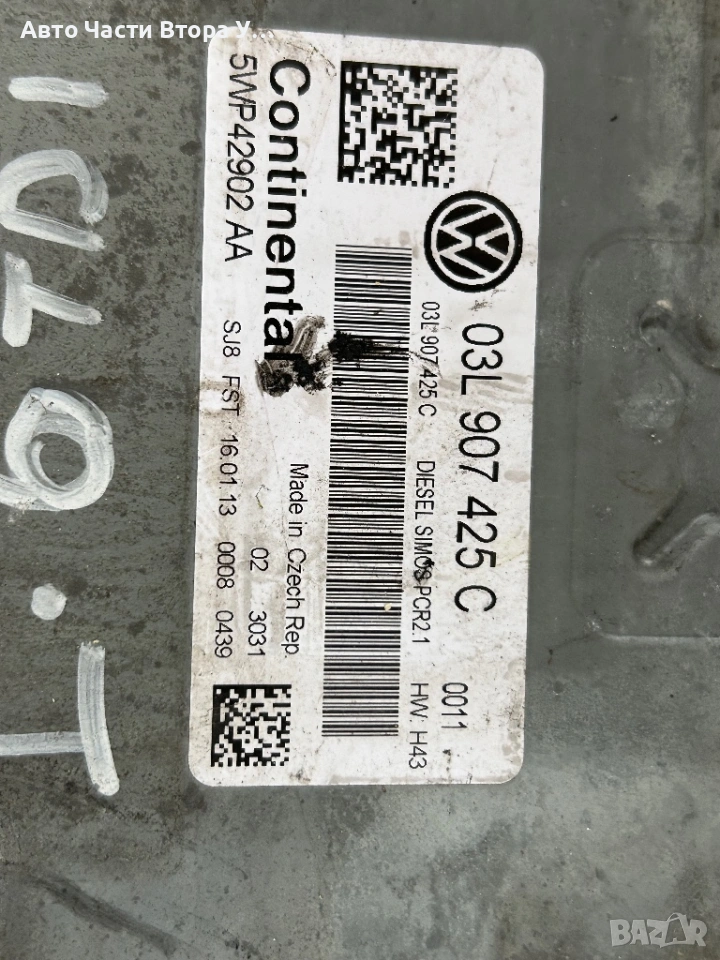 Авто Части Втора У...
03L 907 425 C
0011
03L 907 425 C DIESEL SIMOS PCR2.1 HW: H43
Continental
Made in Czech Rep.
02 3031
5WP42902 AA SJ8 FST 16.01.13 0008 0439
1.6TDI
BAZAR